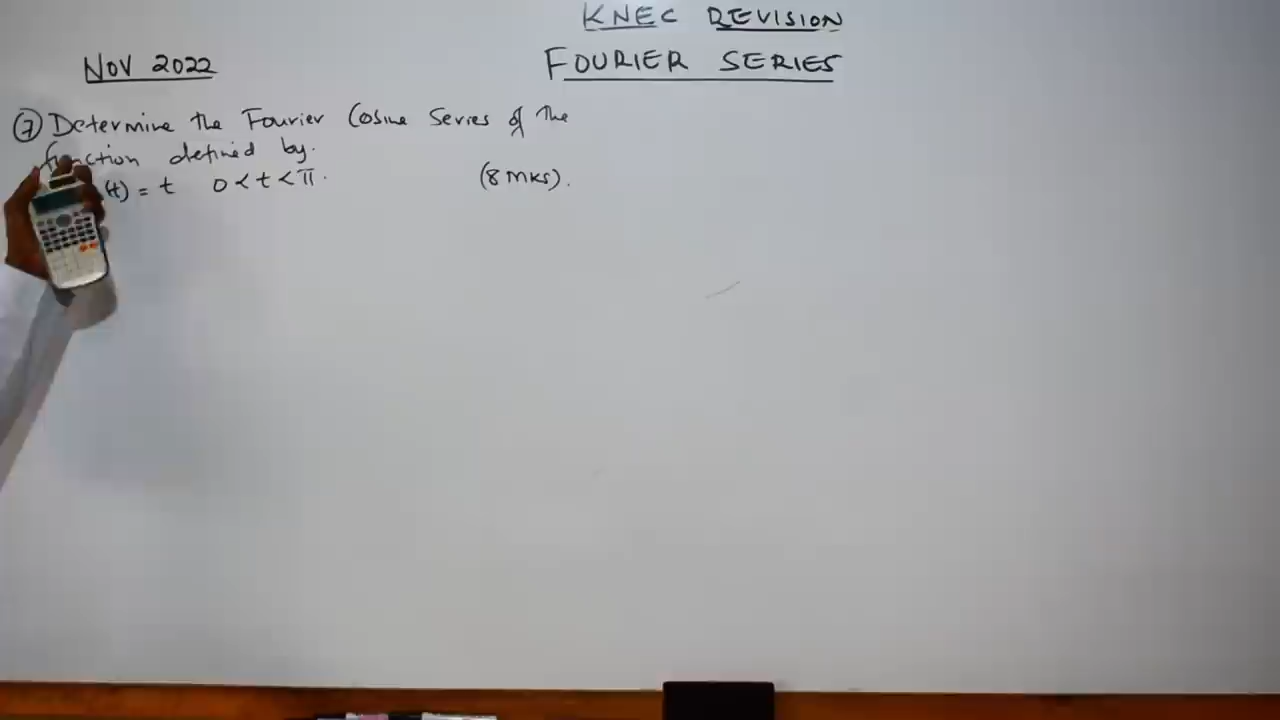 KNEC REVISION
FOURIER SERIES
NOV 2022
⑦ Determine the Fourier Cosine Series of the
function defined by.
(t) = t 0 < t < π. (8 mks).